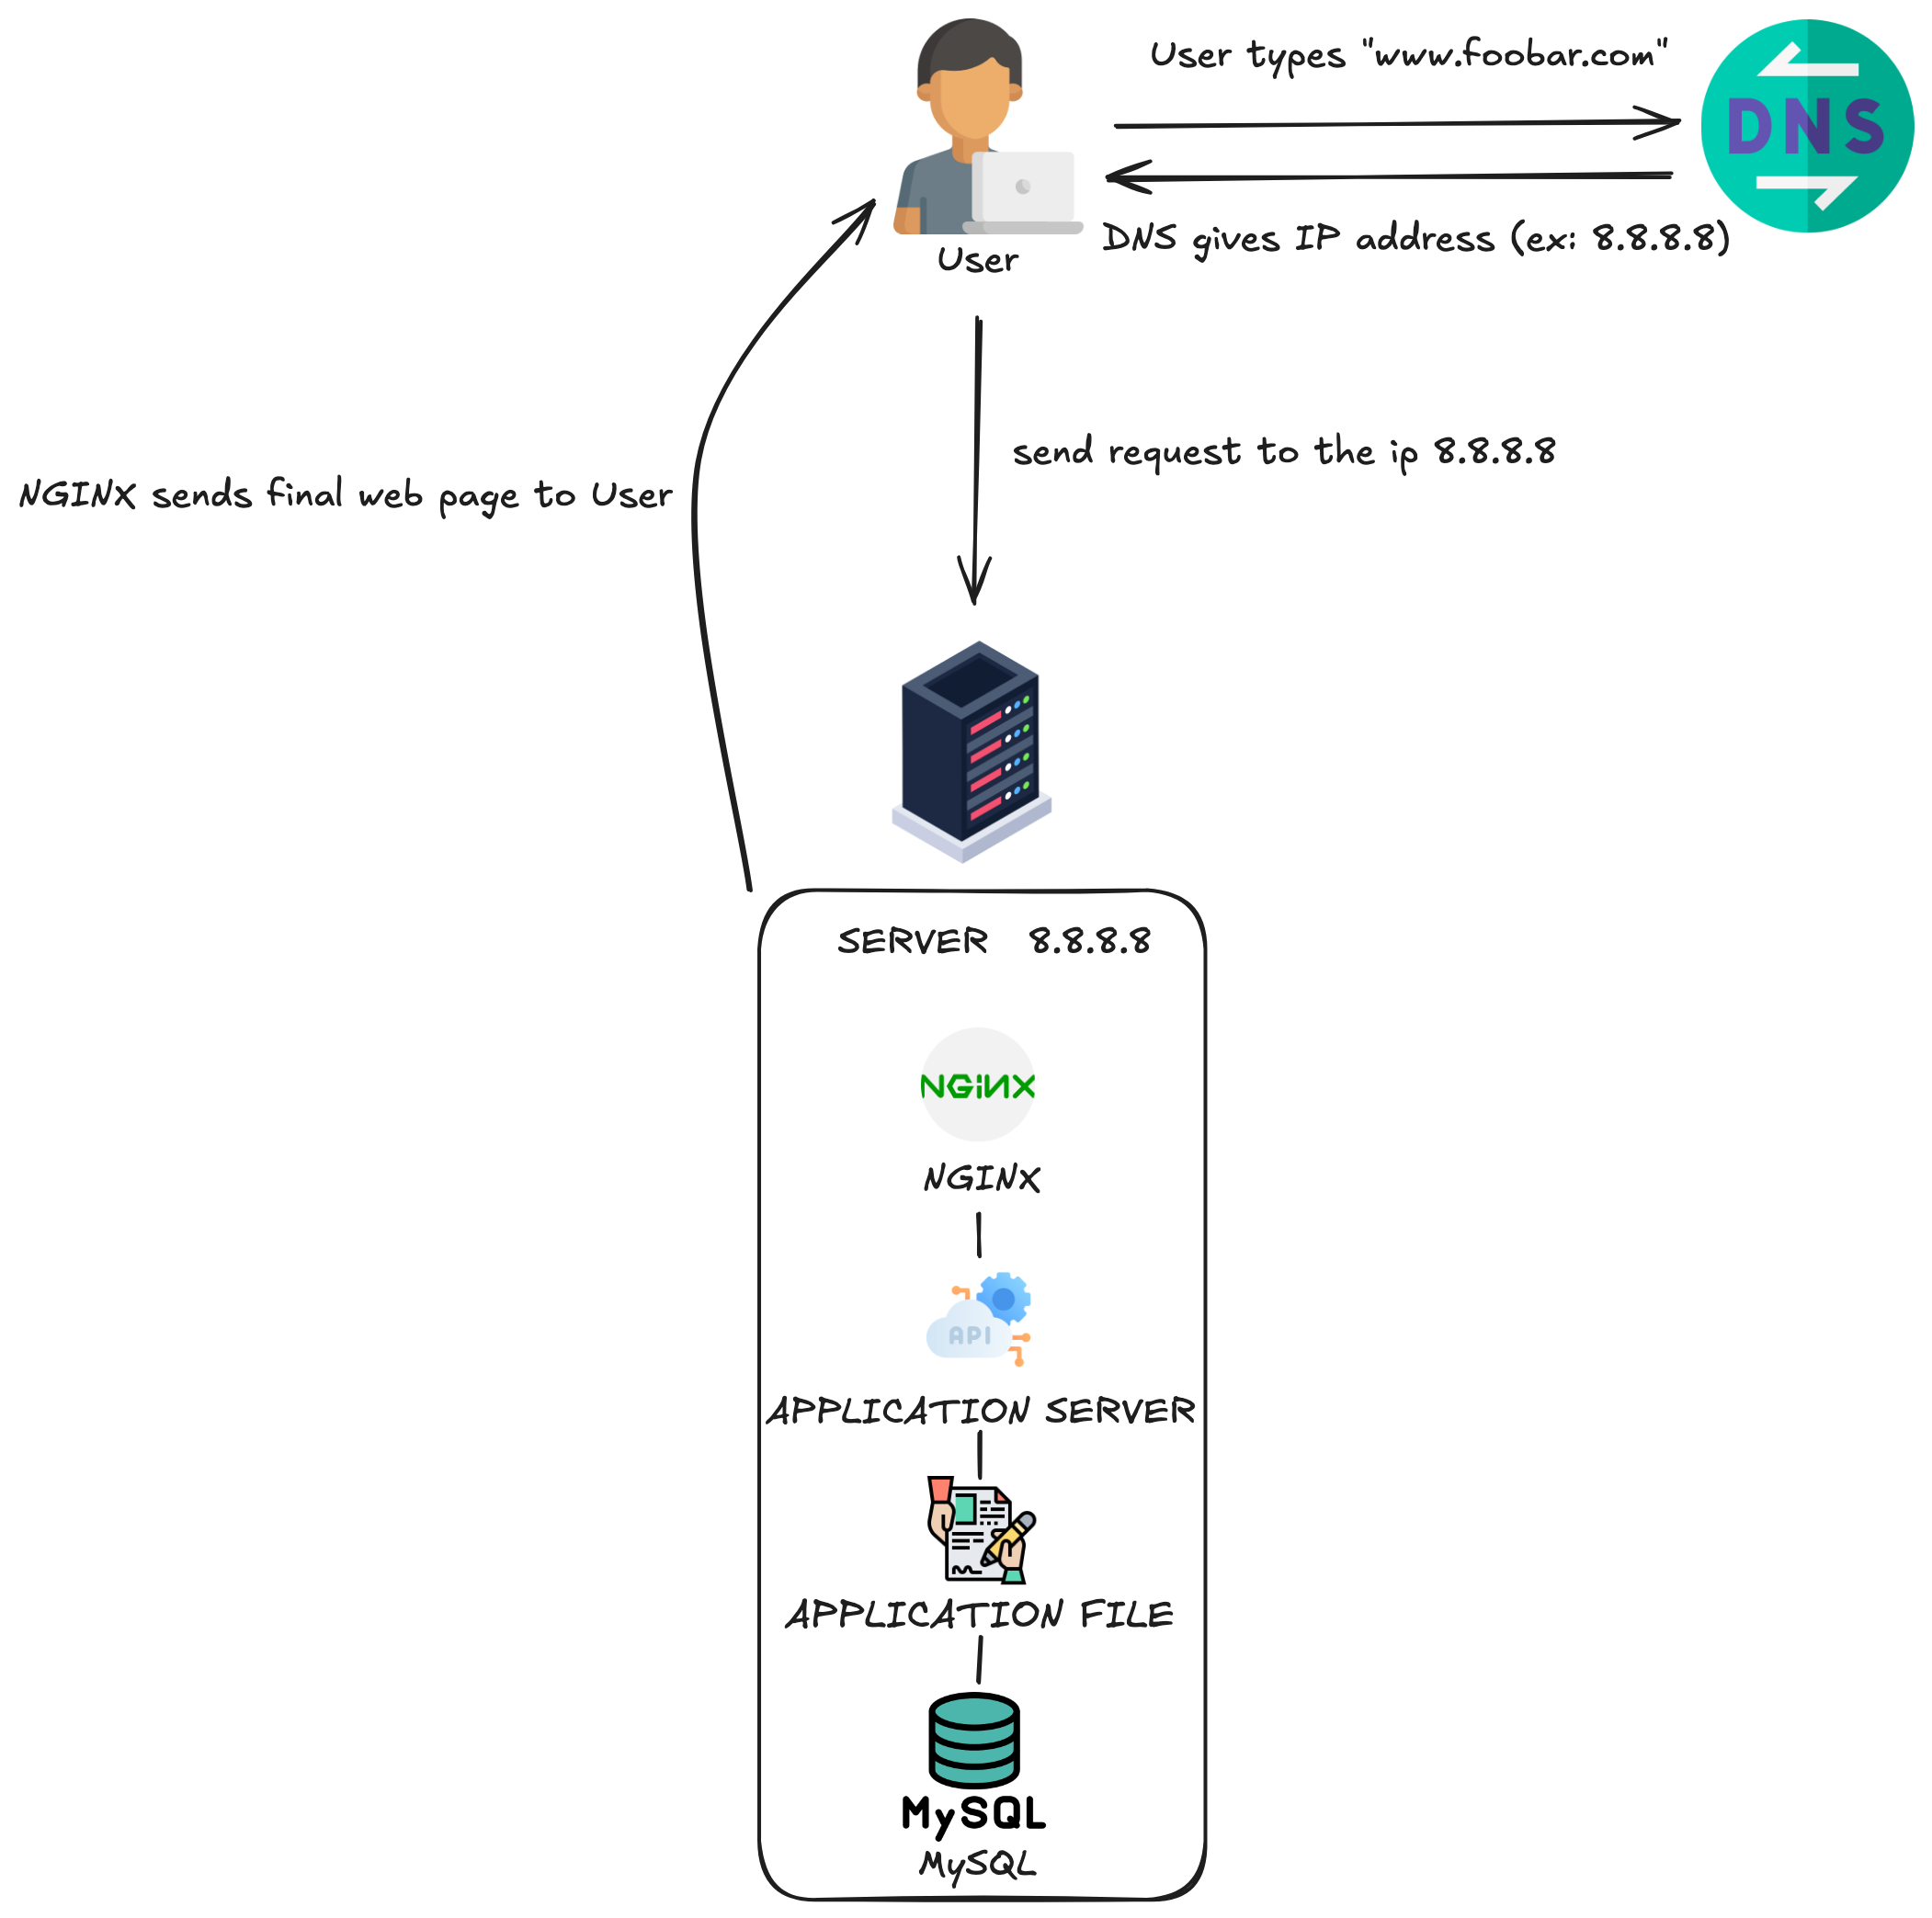 User types "www.foobar.com"
DNS
DNS gives IP address (ex: 8.8.8.8)
User
send request to the ip 8.8.8.8
NGINX sends final web page to User
SERVER 8.8.8.8
NGINX
NGINX
API
APPLICATION SERVER
APPLICATION FILE
MySQL
MySQL